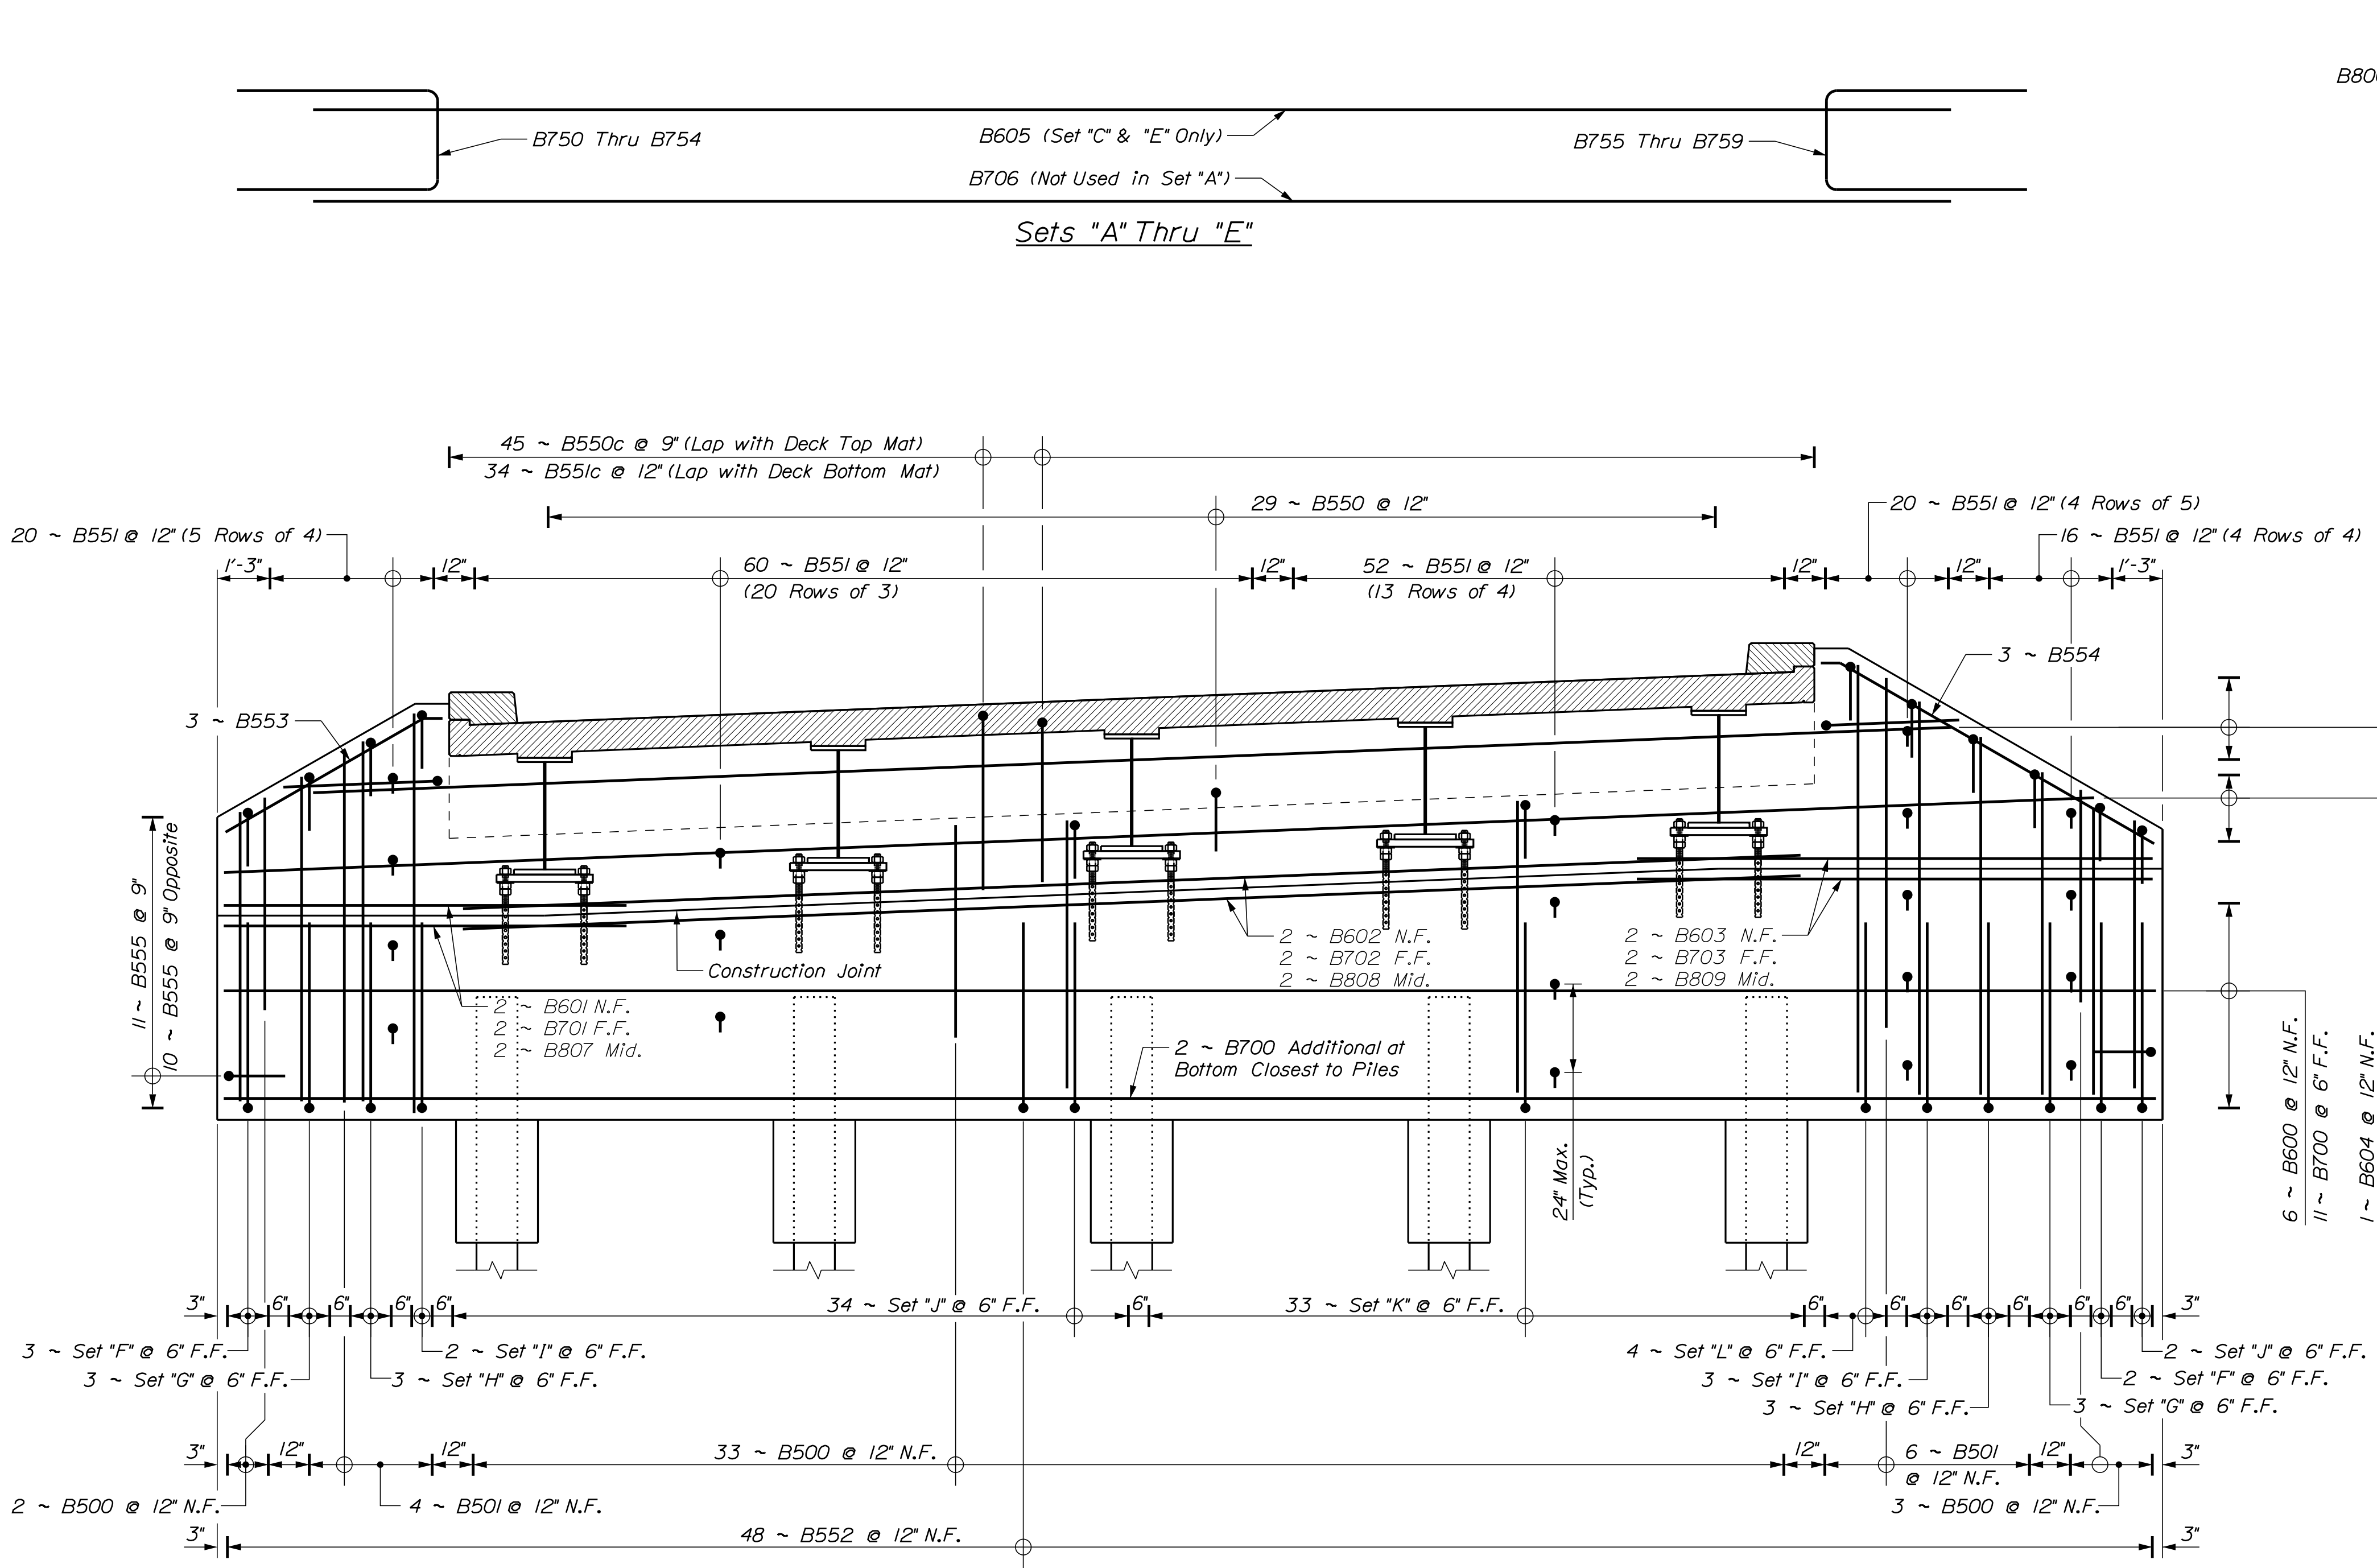 B80
B750 Thru B754
B605 (Set "C" & "E" Only)
B755 Thru B759
B706 (Not Used in Set "A")
Sets "A" Thru "E"
45 ~ B550c @ 9" (Lap with Deck Top Mat)
34 ~ B551c @ 12" (Lap with Deck Bottom Mat)
29 ~ B550 @ 12"
20 ~ B551 @ 12" (4 Rows of 5)
20 ~ B551 @ 12" (5 Rows of 4)
16 ~ B551 @ 12" (4 Rows of 4)
1'-3"
12"
60 ~ B551 @ 12"
(20 Rows of 3)
12"
52 ~ B551 @ 12"
(13 Rows of 4)
12"
12"
1'-3"
3 ~ B554
3 ~ B553
11 ~ B555 @ 9"
10 ~ B555 @ 9" Opposite
2 ~ B602 N.F.
2 ~ B702 F.F.
2 ~ B808 Mid.
2 ~ B603 N.F.
2 ~ B703 F.F.
2 ~ B809 Mid.
Construction Joint
2 ~ B601 N.F.
2 ~ B701 F.F.
2 ~ B807 Mid.
2 ~ B700 Additional at
Bottom Closest to Piles
24" Max.
(Typ.)
6 ~ B600 @ 12" N.F.
11 ~ B700 @ 6" F.F.
1 ~ B604 @ 12" N.F.
3"
6"
6"
6"
6"
34 ~ Set "J" @ 6" F.F.
6"
33 ~ Set "K" @ 6" F.F.
6"
6"
6"
6"
6"
6"
3"
3 ~ Set "F" @ 6" F.F.
2 ~ Set "I" @ 6" F.F.
4 ~ Set "L" @ 6" F.F.
2 ~ Set "J" @ 6" F.F.
3 ~ Set "G" @ 6" F.F.
3 ~ Set "H" @ 6" F.F.
3 ~ Set "I" @ 6" F.F.
2 ~ Set "F" @ 6" F.F.
3 ~ Set "H" @ 6" F.F.
3 ~ Set "G" @ 6" F.F.
3"
12"
12"
33 ~ B500 @ 12" N.F.
12"
6 ~ B501
@ 12" N.F.
12"
3"
2 ~ B500 @ 12" N.F.
4 ~ B501 @ 12" N.F.
3 ~ B500 @ 12" N.F.
3"
48 ~ B552 @ 12" N.F.
3"